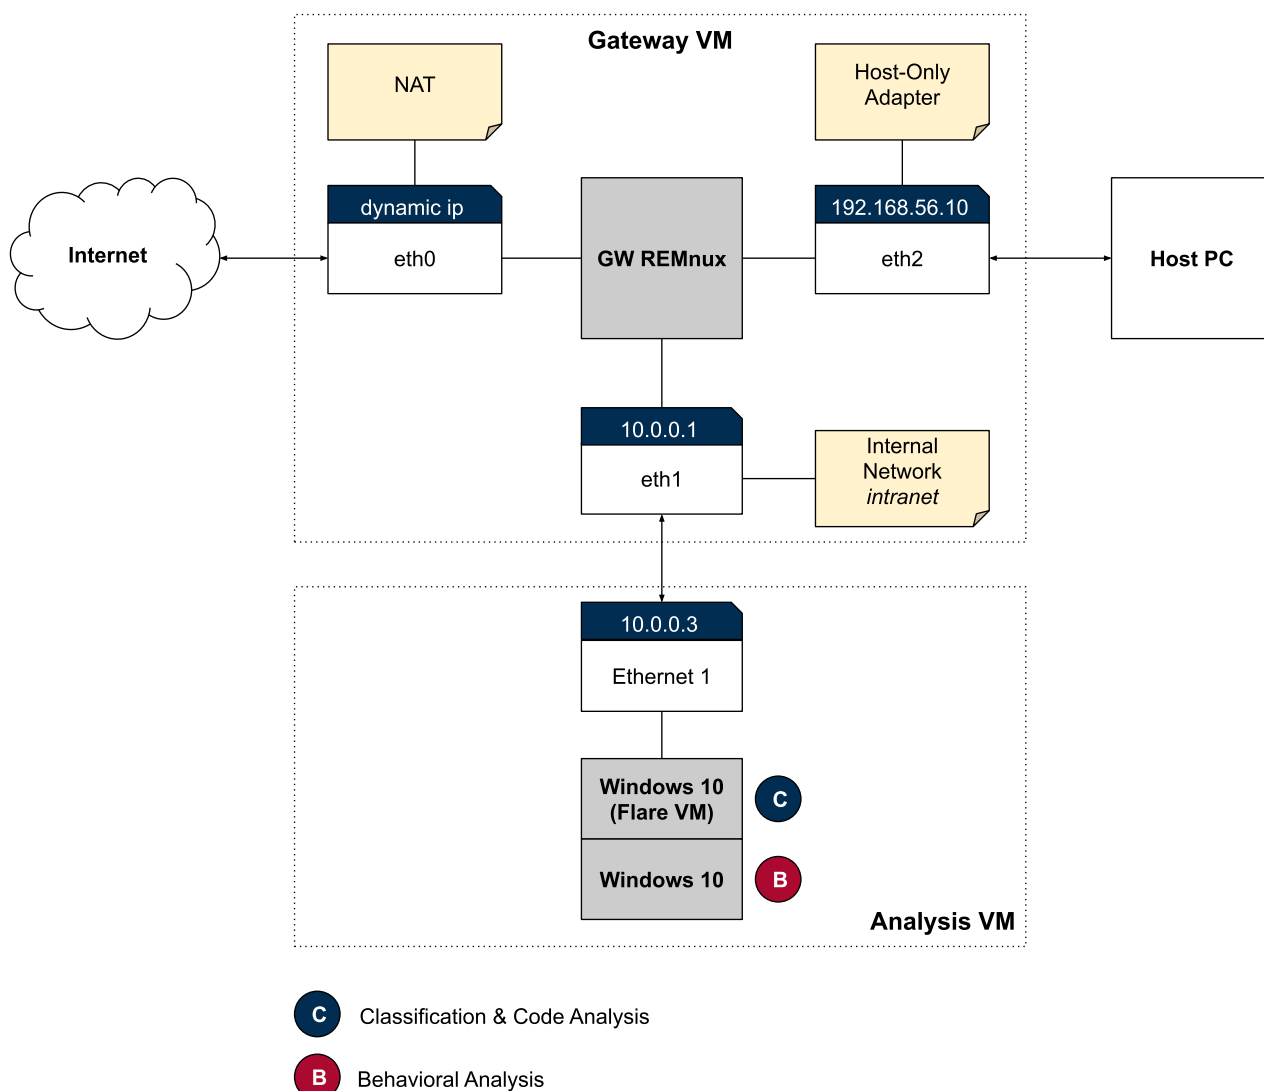 Gateway VM
NAT
Host-Only
Adapter
dynamic ip
192.168.56.10
Internet
eth0
GW REMnux
eth2
Host PC
10.0.0.1
eth1
Internal
Network
intranet
10.0.0.3
Ethernet 1
Windows 10
(Flare VM)
C
Windows 10
B
Analysis VM
C Classification & Code Analysis
B Behavioral Analysis